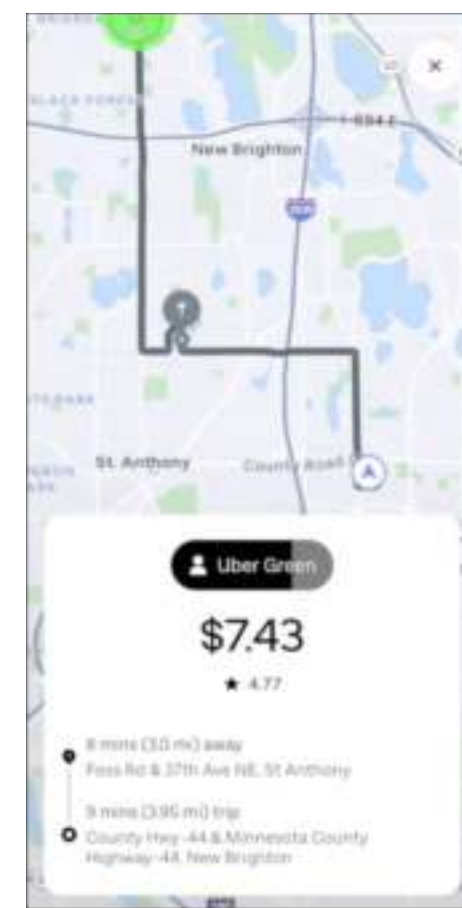 694 E
New Brighton
St. Anthony
County Road
Uber Green
$7.43
★ 4.77
8 mins (3.0 mi) away
Foss Rd & 37th Ave NE, St Anthony
9 mins (3.95 mi) trip
County Hwy-44 & Minnesota County
Highway-44, New Brighton